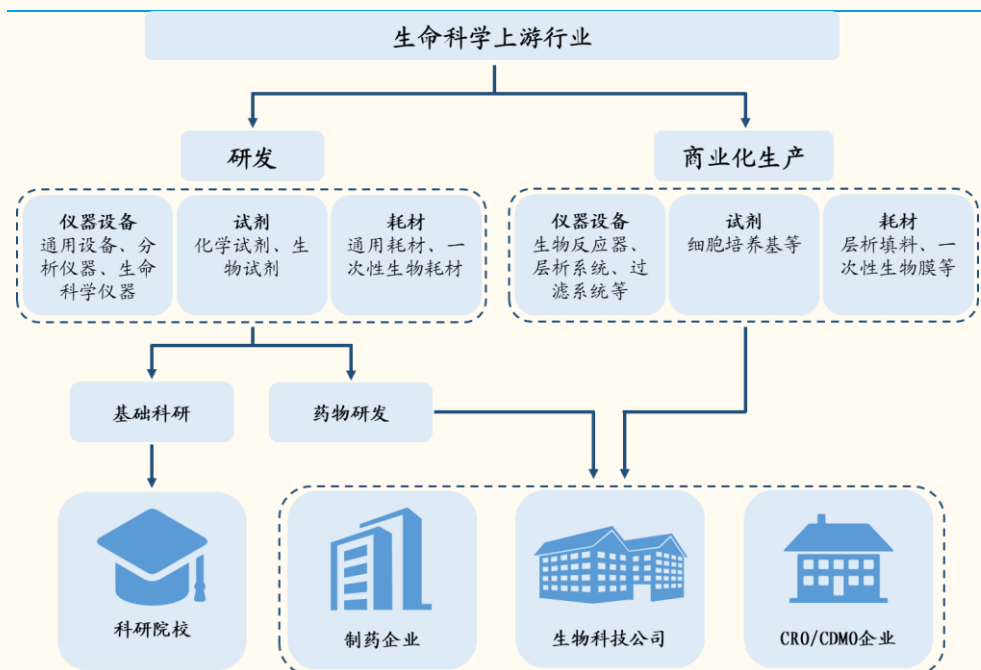 生命科学上游行业
研发
商业化生产
仪器设备
通用设备、分
析仪器、生命
科学仪器
试剂
化学试剂、生
物试剂
耗材
通用耗材、一
次性生物耗材
仪器设备
生物反应器、
层析系统、过
滤系统等
试剂
细胞培养基等
耗材
层析填料、一
次性生物膜等
基础科研
药物研发
科研院校
制药企业
生物科技公司
CRO/CDMO企业